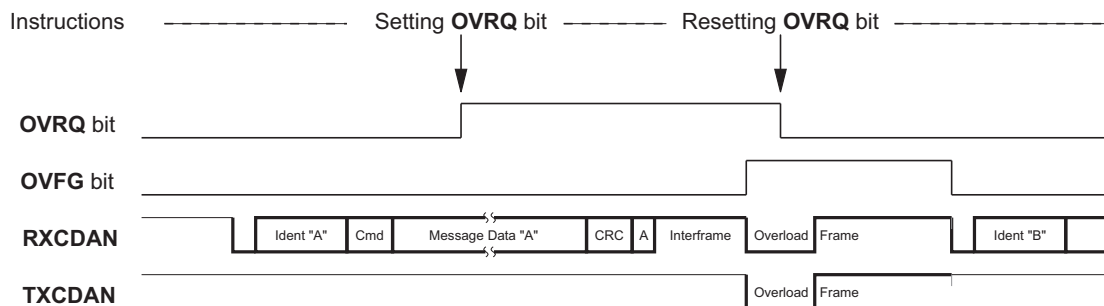 Instructions Setting OVRQ bit Resetting OVRQ bit
OVRQ bit
OVFG bit
RXCDAN Ident "A" Cmd Message Data "A" CRC A Interframe Overload Frame Ident "B"
TXCDAN Overload Frame